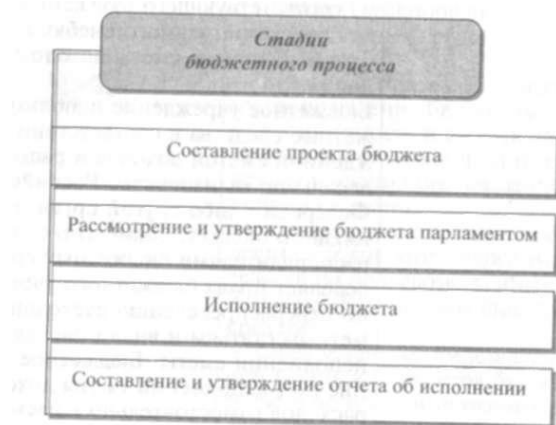 Стадии
бюджетного процесса
Составление проекта бюджета
Рассмотрение и утверждение бюджета парламентом
Исполнение бюджета
Составление и утверждение отчета об исполнении